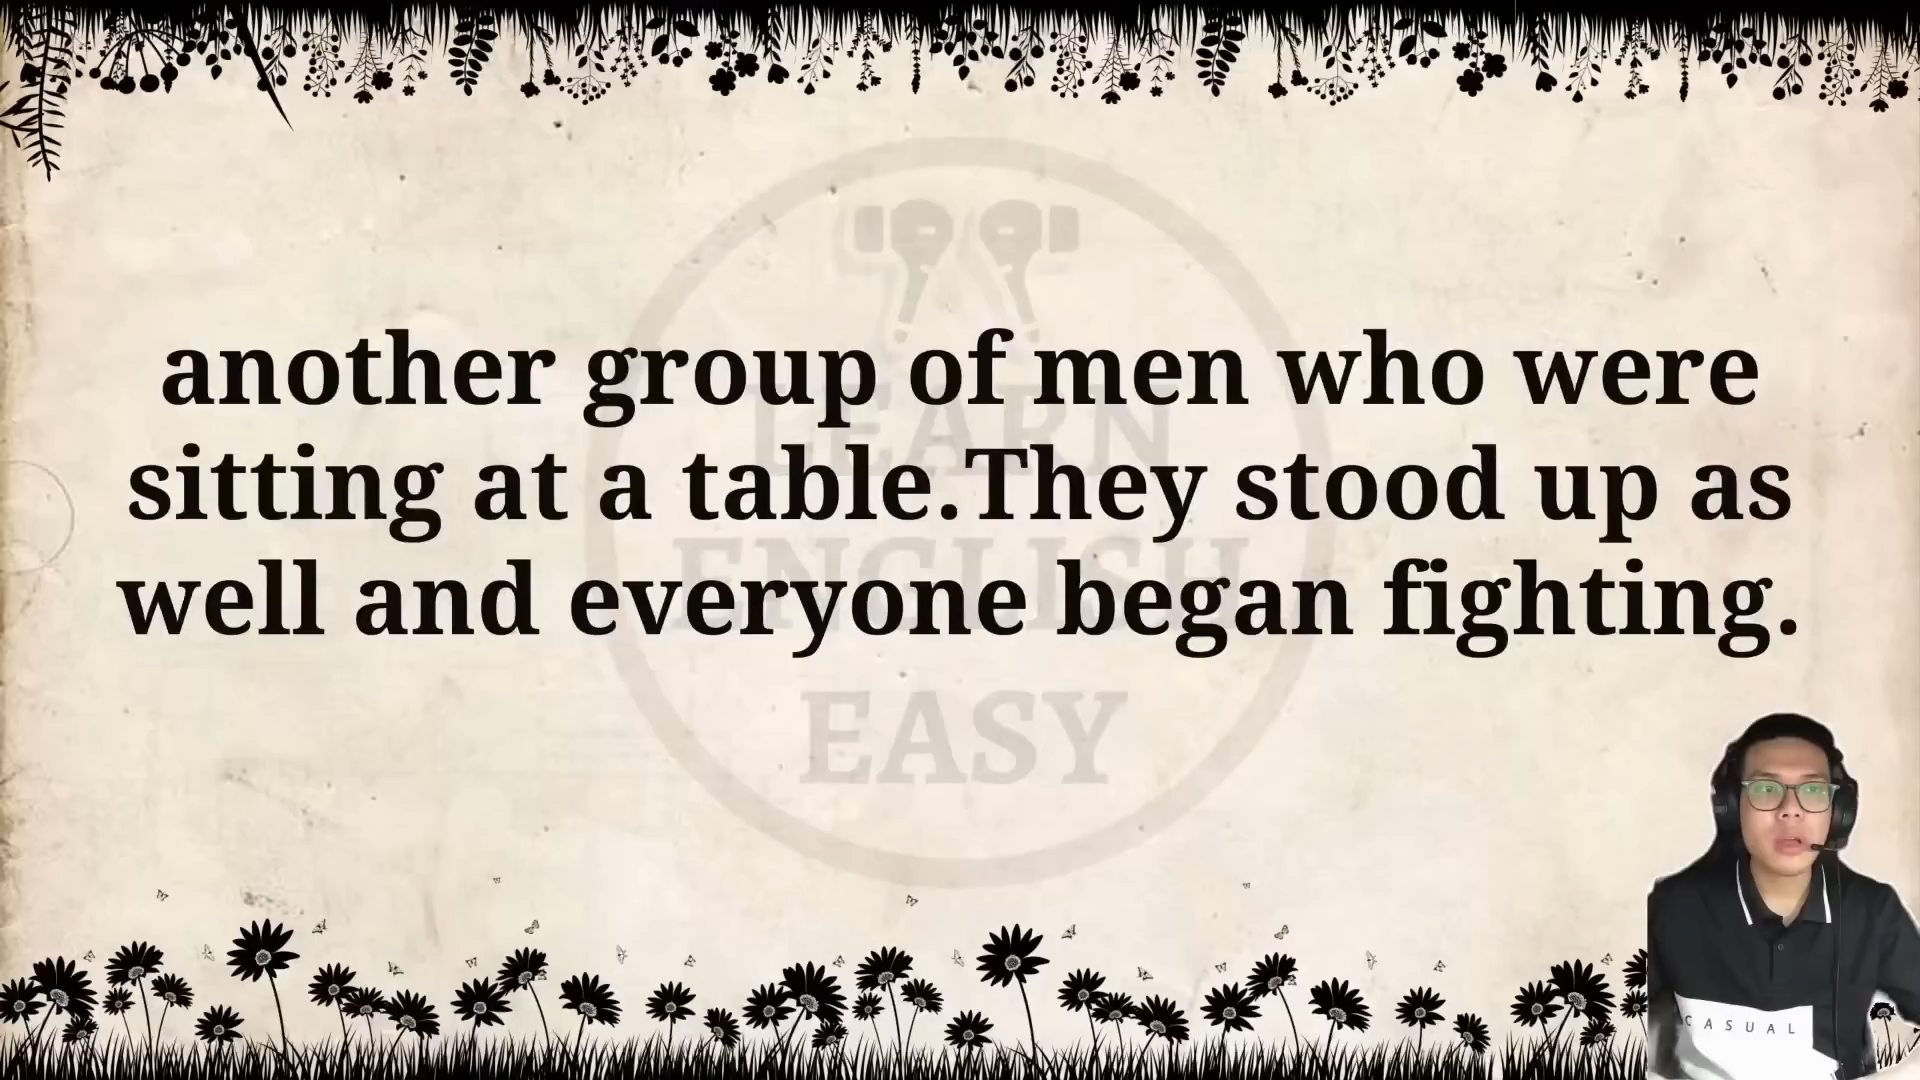 another group of men who were
sitting at a table.They stood up as
well and everyone began fighting.
LEARN
ENGLISH
EASY
CASUAL